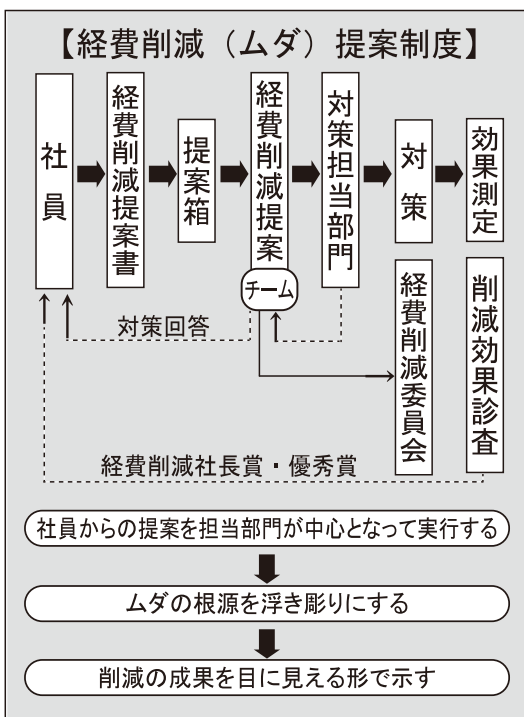 【経費削減（ムダ）提案制度】
社員
経費削減提案書
提案箱
経費削減提案
チーム
対策担当部門
対策
効果測定
対策回答
経費削減委員会
削減効果診査
経費削減社長賞・優秀賞
社員からの提案を担当部門が中心となって実行する
ムダの根源を浮き彫りにする
削減の成果を目に見える形で示す